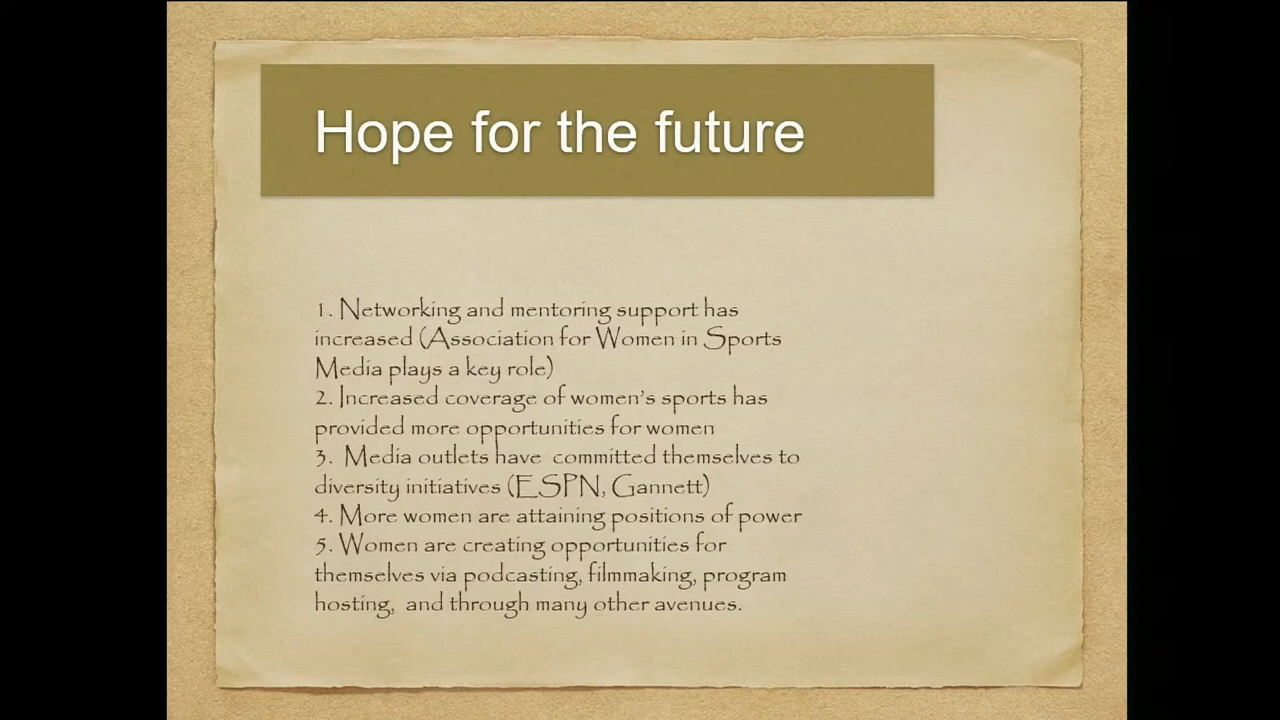 Hope for the future
1. Networking and mentoring support has
increased (Association for Women in Sports
Media plays a key role)
2. Increased coverage of women's sports has
provided more opportunities for women
3.  Media outlets have  committed themselves to
diversity initiatives (ESPN, Gannett)
4. More women are attaining positions of power
5. Women are creating opportunities for
themselves via podcasting, filmmaking, program
hosting,  and through many other avenues.